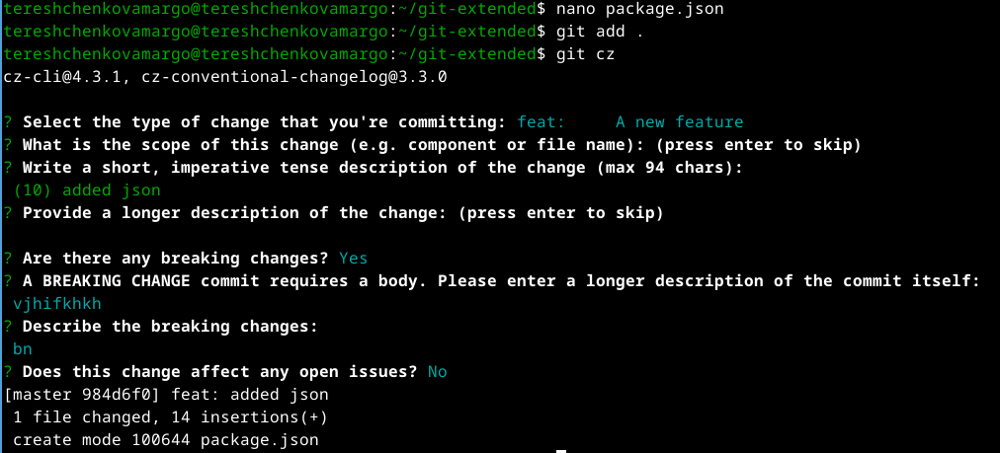 tereshchenkovamargo@tereshchenkovamargo:~/git-extended$ nano package.json
tereshchenkovamargo@tereshchenkovamargo:~/git-extended$ git add .
tereshchenkovamargo@tereshchenkovamargo:~/git-extended$ git cz
cz-cli@4.3.1, cz-conventional-changelog@3.3.0
? Select the type of change that you're committing: feat:     A new feature
? What is the scope of this change (e.g. component or file name): (press enter to skip)
? Write a short, imperative tense description of the change (max 94 chars):
(10) added json
? Provide a longer description of the change: (press enter to skip)
? Are there any breaking changes? Yes
? A BREAKING CHANGE commit requires a body. Please enter a longer description of the commit itself:
vjhifkhkh
? Describe the breaking changes:
bn
? Does this change affect any open issues? No
[master 984d6f0] feat: added json
1 file changed, 14 insertions(+)
create mode 100644 package.json